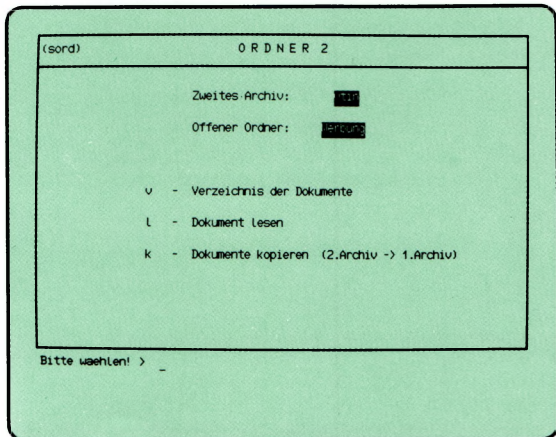 (sord) O R D N E R 2
Zweites Archiv:
Offener Ordner: Werbung
v - Verzeichnis der Dokumente
l - Dokument lesen
k - Dokumente kopieren (2.Archiv -> 1.Archiv)
Bitte waehlen! > _